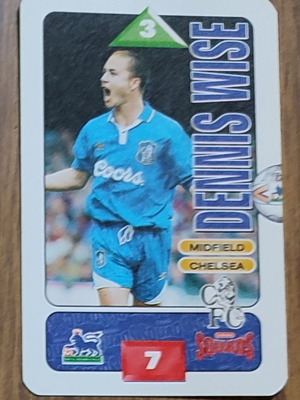 3
DENNIS WISE
Coors
MIDFIELD
CHELSEA
CFC
7